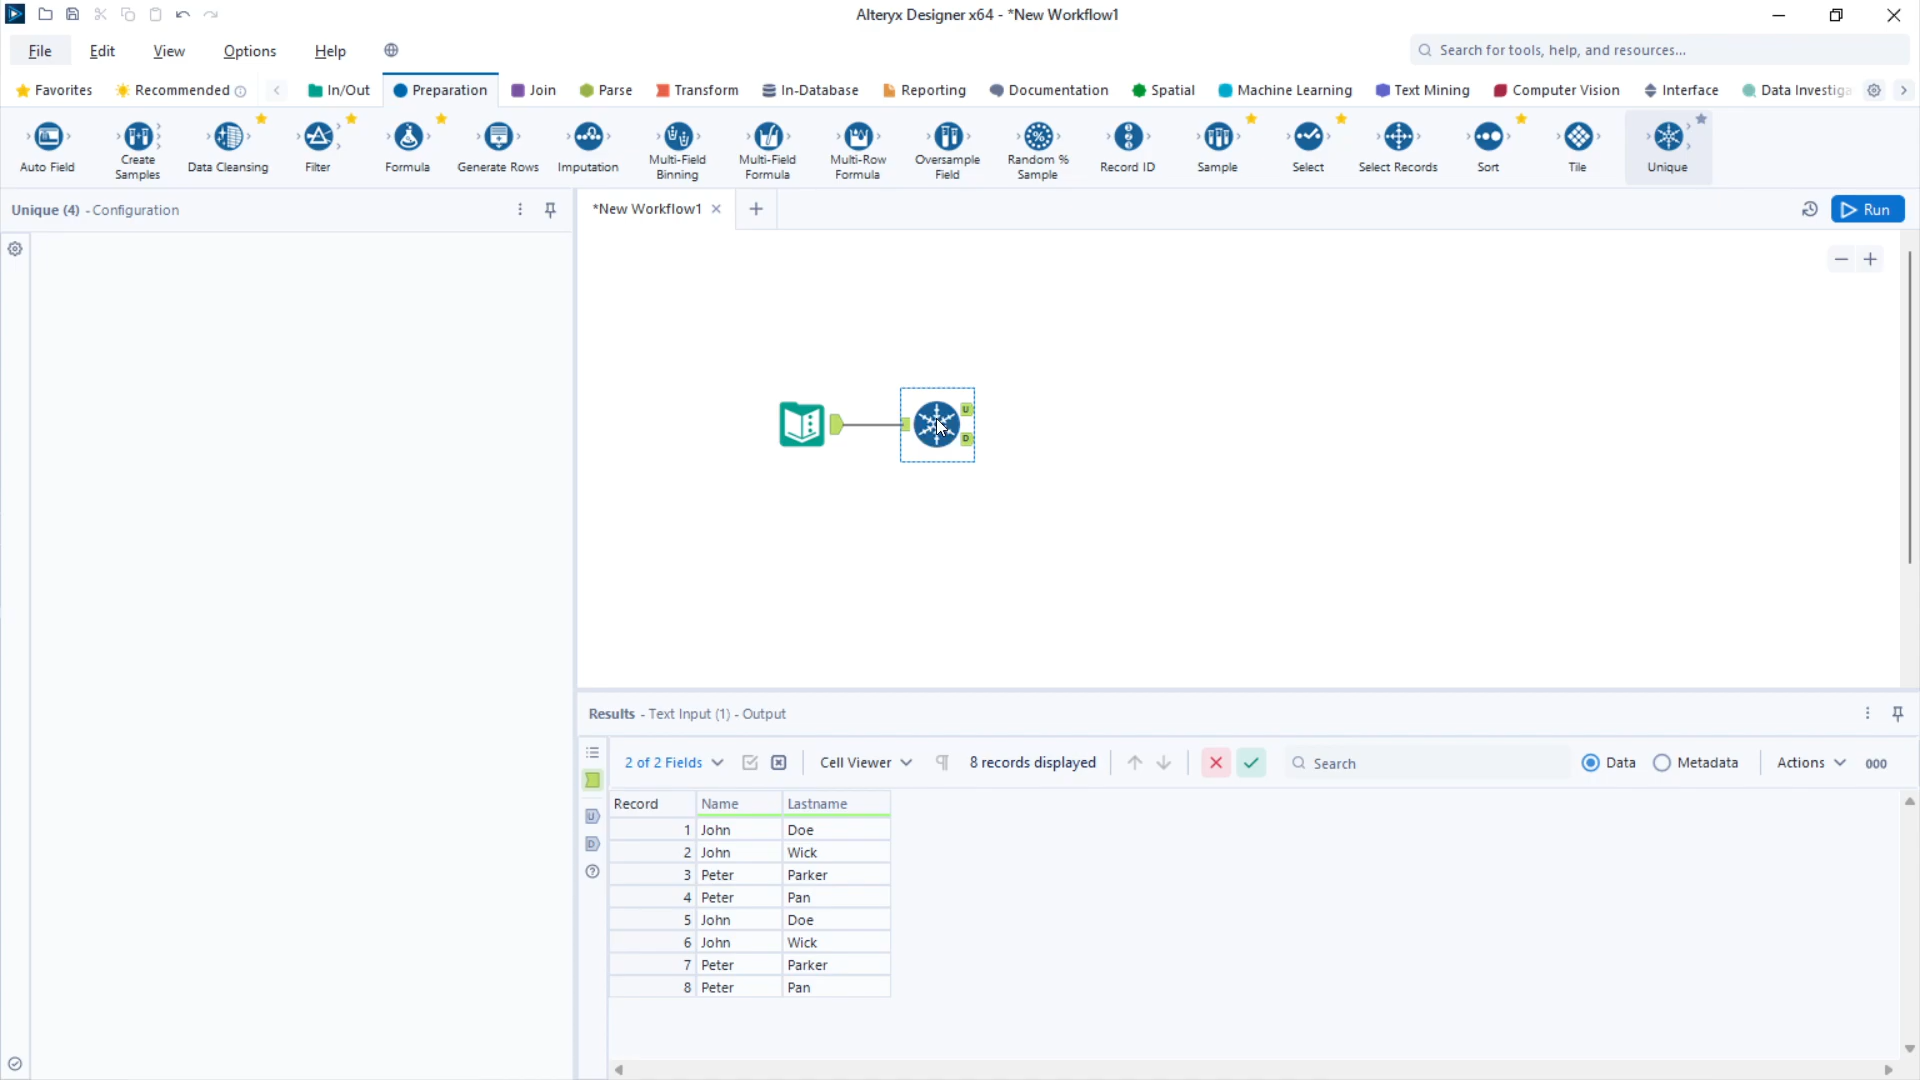 Alteryx Designer x64 - *New Workflow1
File Edit View Options Help
Search for tools, help, and resources...
Favorites Recommended In/Out Preparation Join Parse Transform In-Database Reporting Documentation Spatial Machine Learning Text Mining Computer Vision Interface Data Investiga
Auto Field
Create
Samples
Data Cleansing
Filter
Formula
Generate Rows
Imputation
Multi-Field
Binning
Multi-Field
Formula
Multi-Row
Formula
Oversample
Field
Random %
Sample
Record ID
Sample
Select
Select Records
Sort
Tile
Unique
Unique (4) - Configuration
*New Workflow1
Run
U
D
Results - Text Input (1) - Output
2 of 2 Fields Cell Viewer 8 records displayed Search Data Metadata Actions 000
U
D
Record Name Lastname
1 John Doe
2 John Wick
3 Peter Parker
4 Peter Pan
5 John Doe
6 John Wick
7 Peter Parker
8 Peter Pan